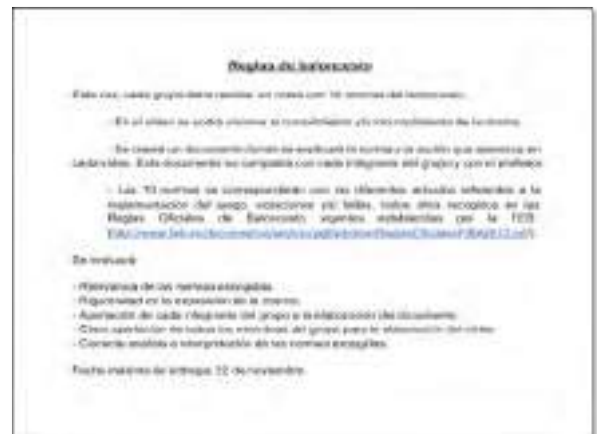 Reglas de baloncesto
Esta vez, cada grupo debe realizar un vídeo con 10 normas del baloncesto.
- En el vídeo se podrá visionar el cumplimiento y/o incumplimiento de la norma.
- Se creará un documento donde se explicará la norma y la acción que aparezca en
cada vídeo. Este documento se compartirá con cada integrante del grupo y con el profesor.
- Las 10 normas se corresponderán con los diferentes artículos referentes a la
reglamentación del juego, violaciones y/o faltas, todos ellos recogidos en las
Reglas Oficiales de Baloncesto vigentes establecidas por la FEB
Se evaluará:
- Relevancia de las normas escogidas.
- Rigurosidad en la exposición de la misma.
- Aportación de cada integrante del grupo a la elaboración del documento.
- aportación de todos los miembros del grupo para la elaboración del vídeo.
- Correcto análisis e interpretación de las normas escogidas.
Fecha máxima de entrega: 22 de noviembre.